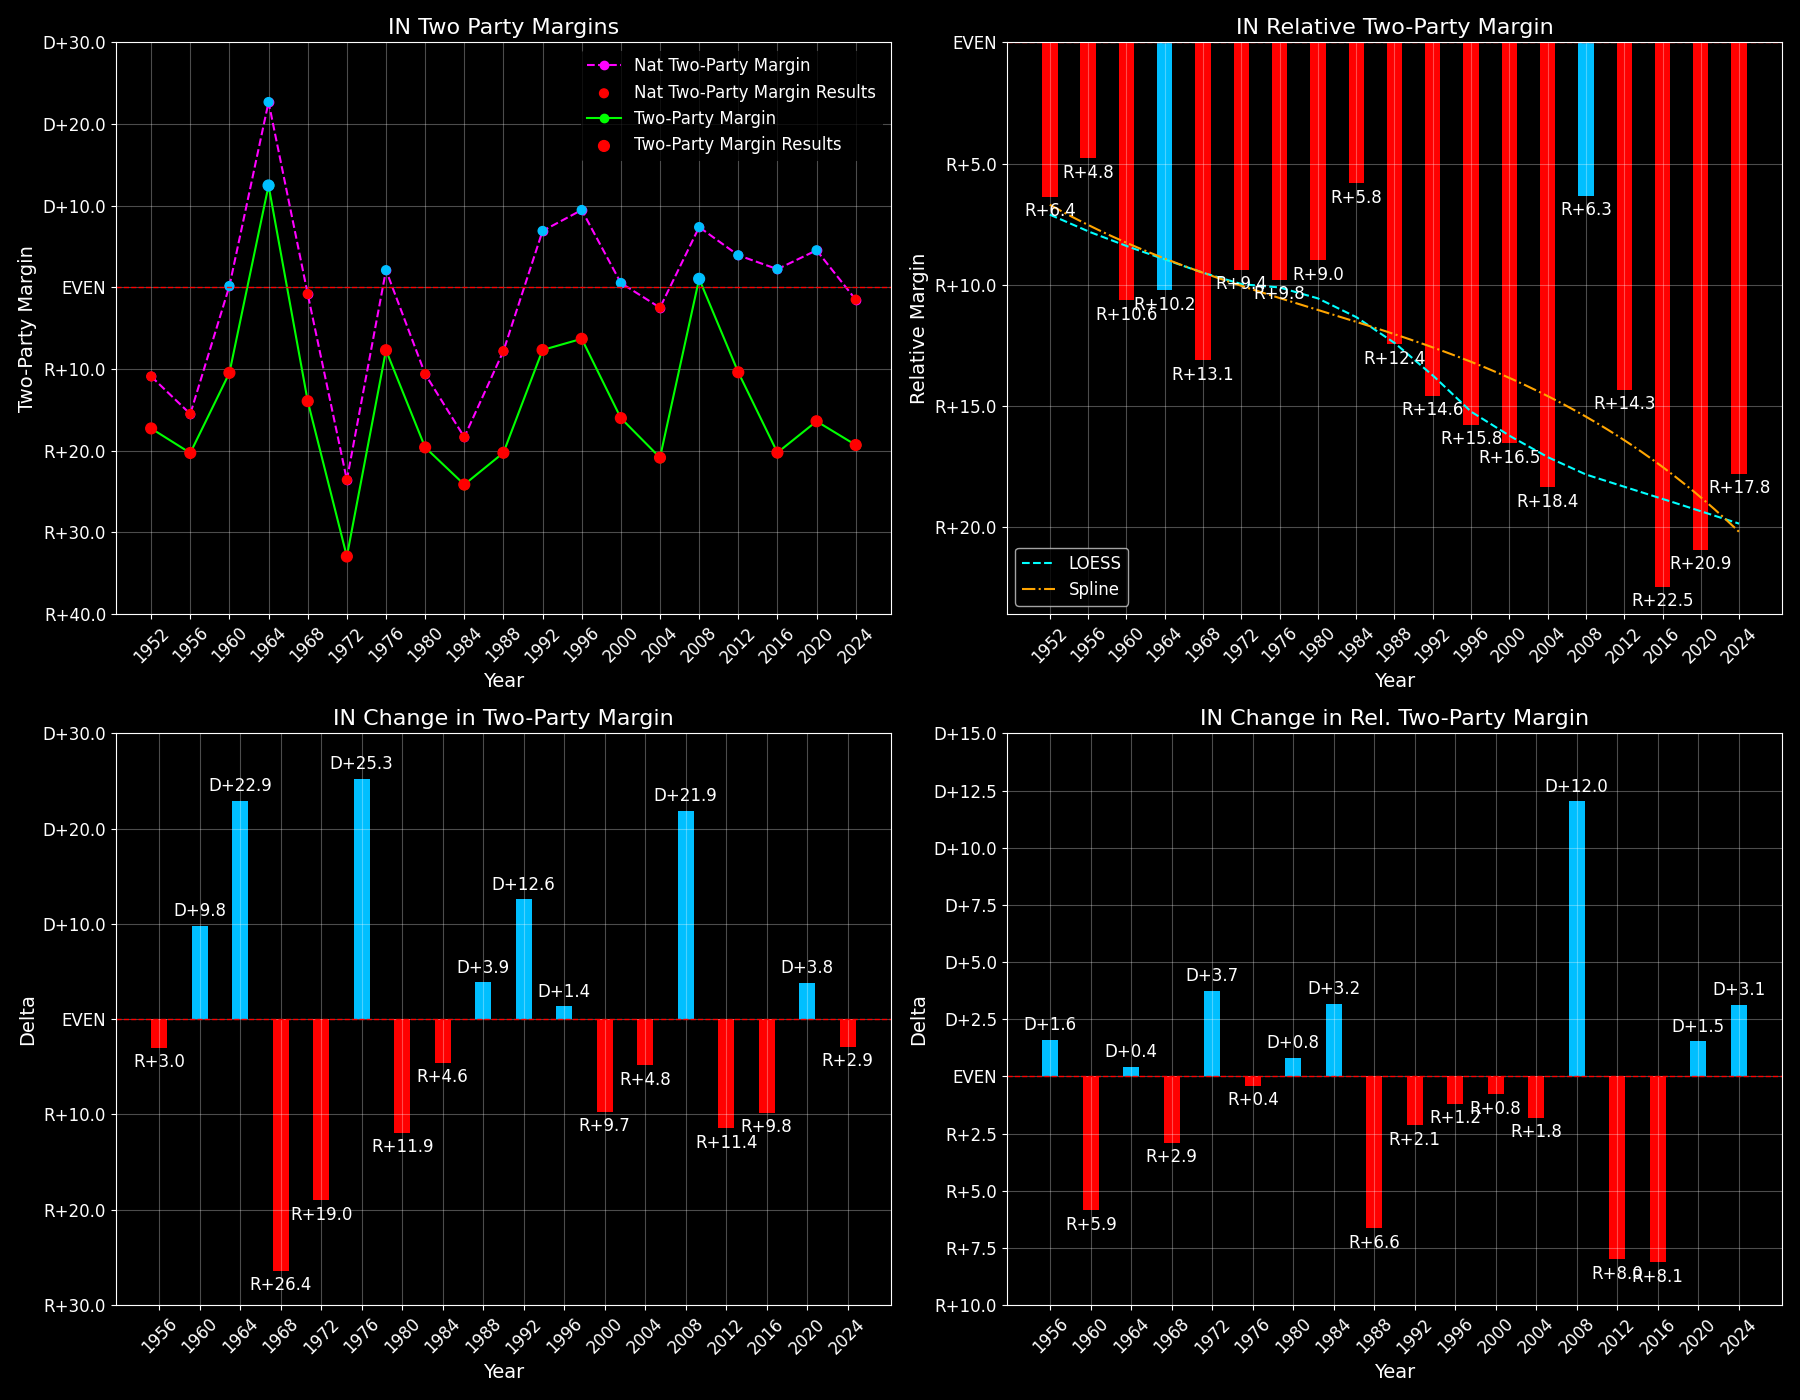 IN Two Party Margins
D+30.0
D+20.0
D+10.0
EVEN
R+10.0
R+20.0
R+30.0
R+40.0
Two-Party Margin
Nat Two-Party Margin
Nat Two-Party Margin Results
Two-Party Margin
Two-Party Margin Results
1952 1956 1960 1964 1968 1972 1976 1980 1984 1988 1992 1996 2000 2004 2008 2012 2016 2020 2024
Year
IN Relative Two-Party Margin
EVEN
R+5.0
R+10.0
R+15.0
R+20.0
Relative Margin
R+6.4
R+4.8
R+10.6
R+10.2
R+13.1
R+9.4
R+9.8
R+9.0
R+5.8
R+12.4
R+14.6
R+15.8
R+16.5
R+18.4
R+6.3
R+14.3
R+22.5
R+20.9
R+17.8
LOESS
Spline
1952 1956 1960 1964 1968 1972 1976 1980 1984 1988 1992 1996 2000 2004 2008 2012 2016 2020 2024
Year
IN Change in Two-Party Margin
D+30.0
D+20.0
D+10.0
EVEN
R+10.0
R+20.0
R+30.0
Delta
R+3.0
D+9.8
D+22.9
R+26.4
R+19.0
D+25.3
R+11.9
R+4.6
D+3.9
D+12.6
D+1.4
R+9.7
R+4.8
D+21.9
R+11.4
R+9.8
D+3.8
R+2.9
1956 1960 1964 1968 1972 1976 1980 1984 1988 1992 1996 2000 2004 2008 2012 2016 2020 2024
Year
IN Change in Rel. Two-Party Margin
D+15.0
D+12.5
D+10.0
D+7.5
D+5.0
D+2.5
EVEN
R+2.5
R+5.0
R+7.5
R+10.0
Delta
D+1.6
R+5.9
D+0.4
R+2.9
D+3.7
R+0.4
D+0.8
D+3.2
R+6.6
R+2.1
R+1.2
R+0.8
R+1.8
D+12.0
R+8.0
R+8.1
D+1.5
D+3.1
1956 1960 1964 1968 1972 1976 1980 1984 1988 1992 1996 2000 2004 2008 2012 2016 2020 2024
Year